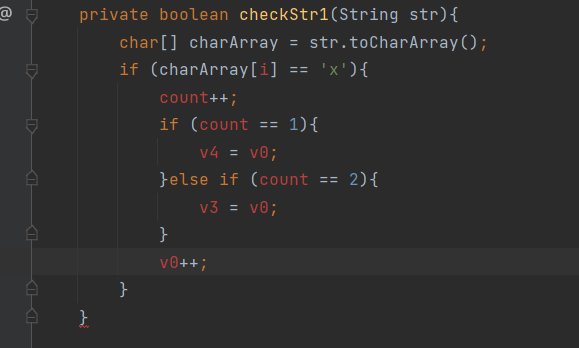 @
private boolean checkStr1(String str){
char[] charArray = str.toCharArray();
if (charArray[i] == 'x'){
count++;
if (count == 1){
v4 = v0;
}else if (count == 2){
v3 = v0;
}
v0++;
}
}